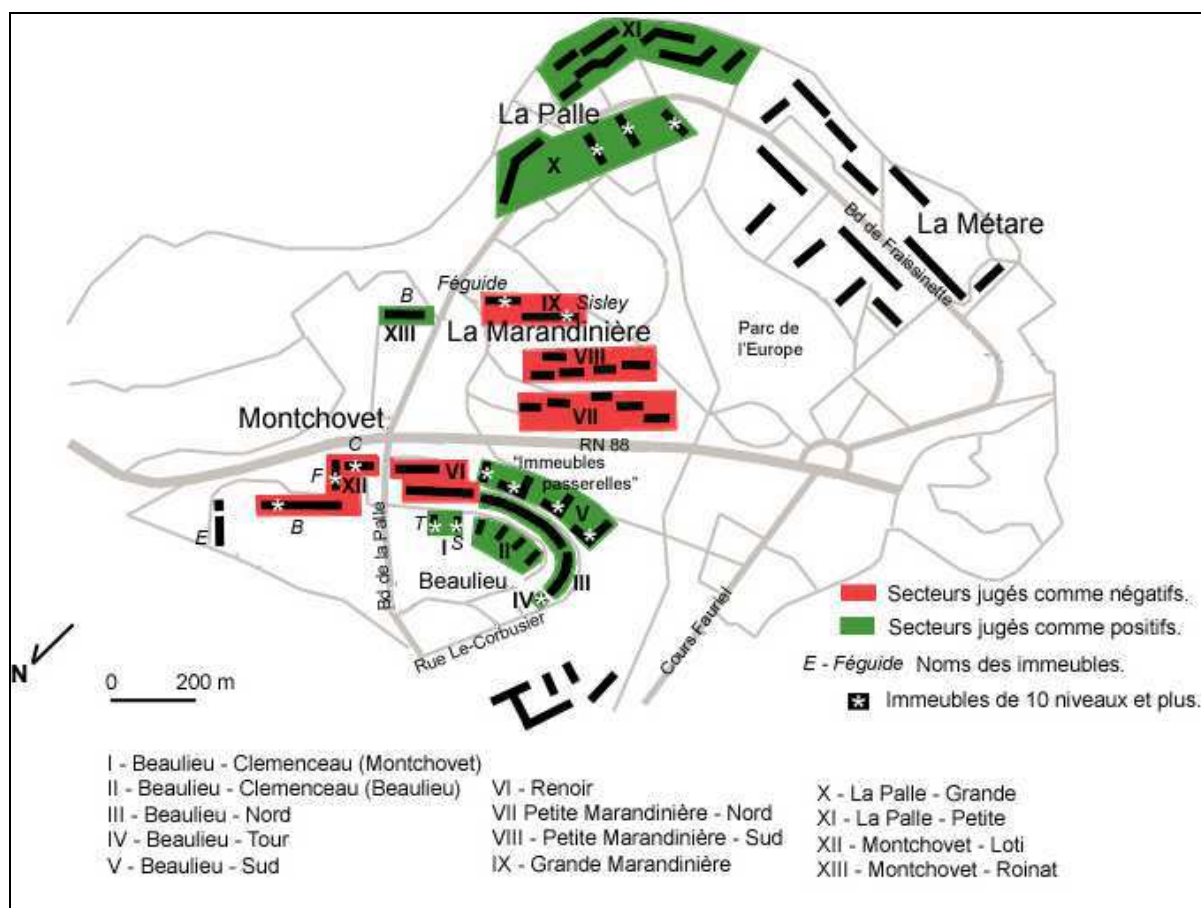 XI
La Palle
X
La Métare
Bd de Fraissinette
Féguide
B
IX
Sisley
XIII
La Marandinière
Parc de
l'Europe
VIII
VII
Montchovet
RN 88
C
F
XII
VI
"Immeubles
passerelles"
B
E
T
S
I
II
V
III
Beaulieu
IV
Bd de la Palle
Rue Le-Corbusier
Cours Fauriel
Secteurs jugés comme négatifs.
Secteurs jugés comme positifs.
E - Féguide Noms des immeubles.
* Immeubles de 10 niveaux et plus.
N
0 200 m
I - Beaulieu - Clemenceau (Montchovet)
II - Beaulieu - Clemenceau (Beaulieu)
III - Beaulieu - Nord
IV - Beaulieu - Tour
V - Beaulieu - Sud
VI - Renoir
VII Petite Marandinière - Nord
VIII - Petite Marandinière - Sud
IX - Grande Marandinière
X - La Palle - Grande
XI - La Palle - Petite
XII - Montchovet - Loti
XIII - Montchovet - Roinat